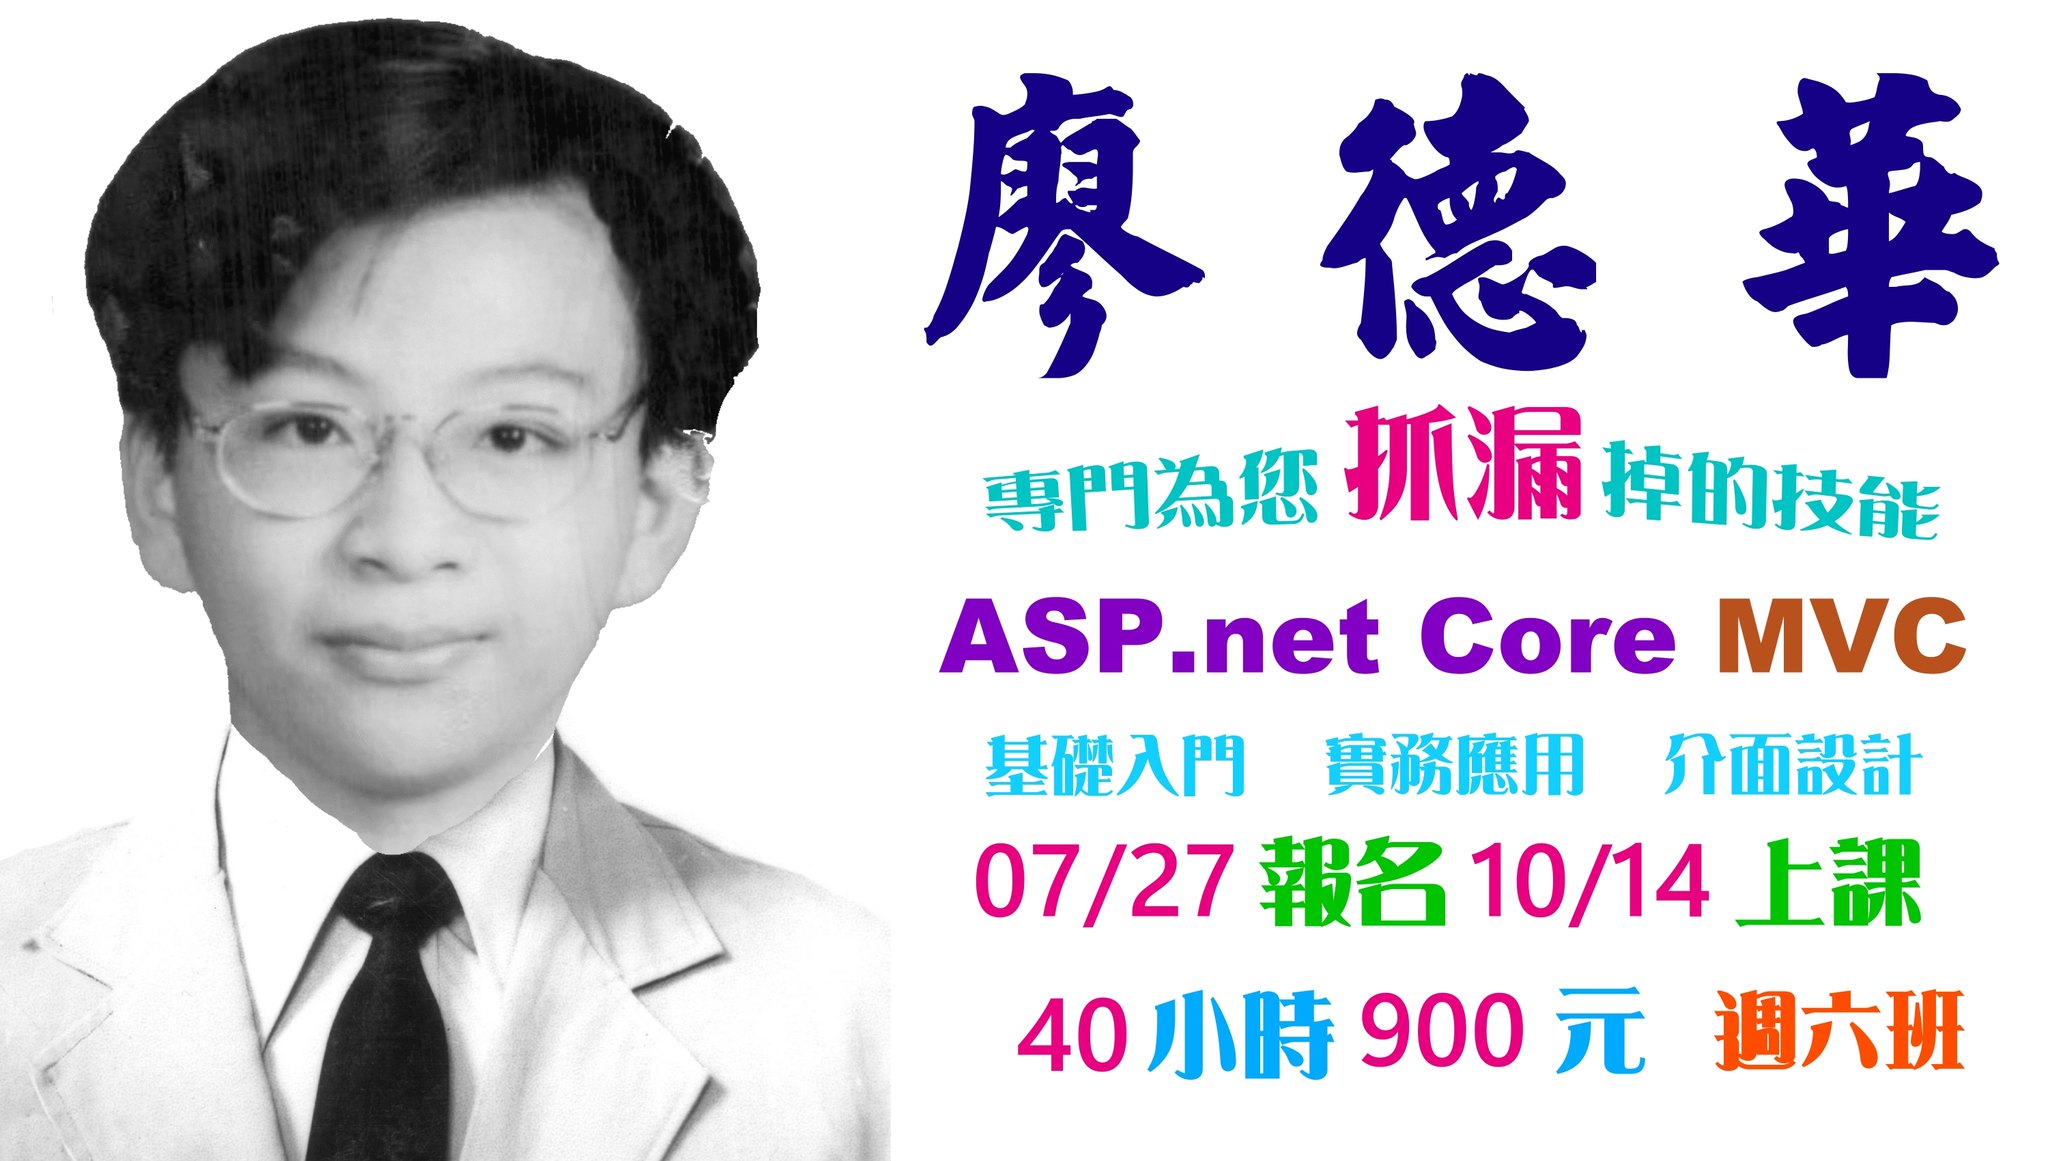 廖德華
專門為您抓漏掉的技能
ASP.net Core MVC
基礎入門 實務應用 介面設計
07/27 報名 10/14 上課
40 小時 900 元 週六班